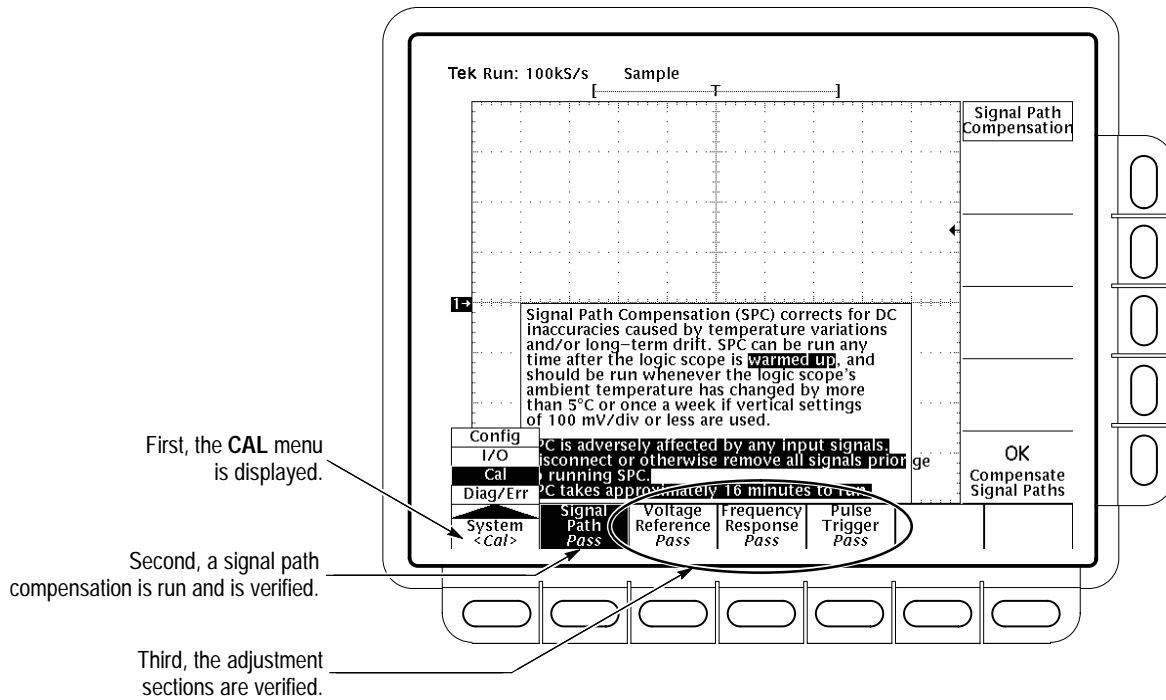 Tek Run: 100kS/s Sample
[ T ]
Signal Path
Compensation
1→
Signal Path Compensation (SPC) corrects for DC
inaccuracies caused by temperature variations
and/or long−term drift. SPC can be run any
time after the logic scope is warmed up, and
should be run whenever the logic scope's
ambient temperature has changed by more
than 5°C or once a week if vertical settings
of 100 mV/div or less are used.
PC is adversely affected by any input signals.
isconnect or otherwise remove all signals prior ge
o running SPC.
PC takes approximately 16 minutes to run.
Config
I/O
Cal
Diag/Err
System
<Cal>
Signal
Path
Pass
Voltage
Reference
Pass
Frequency
Response
Pass
Pulse
Trigger
Pass
OK
Compensate
Signal Paths
First, the CAL menu
is displayed.
Second, a signal path
compensation is run and is verified.
Third, the adjustment
sections are verified.